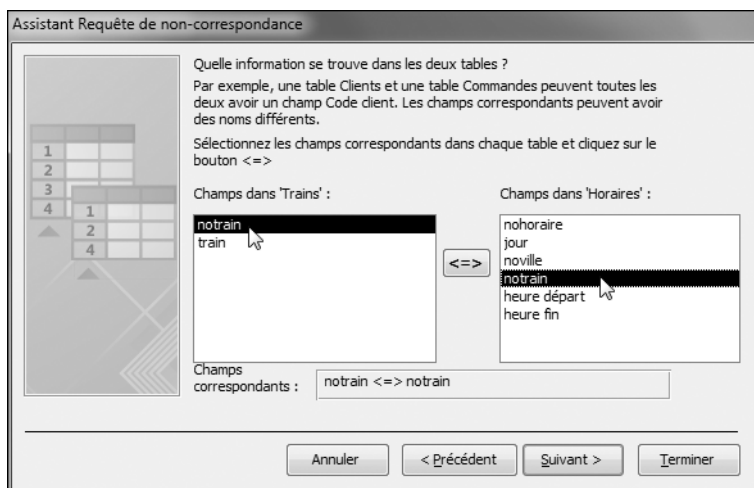 Assistant Requête de non-correspondance
Quelle information se trouve dans les deux tables ?
Par exemple, une table Clients et une table Commandes peuvent toutes les
deux avoir un champ Code client. Les champs correspondants peuvent avoir
des noms différents.
Sélectionnez les champs correspondants dans chaque table et cliquez sur le
bouton <=>
1
2
3
4
1
2
4
Champs dans 'Trains' :
notrain
train
<=>
Champs dans 'Horaires' :
nohoraire
jour
noville
notrain
heure départ
heure fin
Champs
correspondants :
notrain <=> notrain
Annuler
< Précédent
Suivant >
Terminer